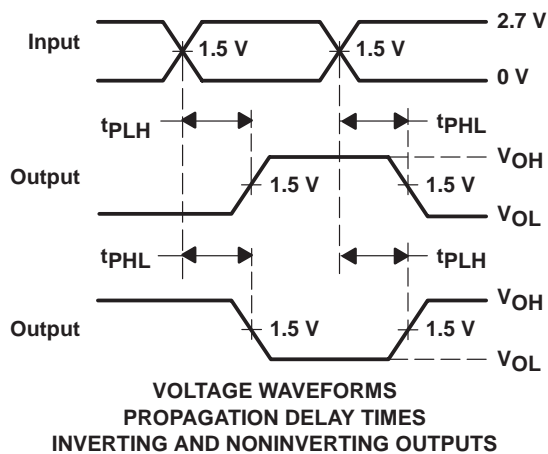 2.7 V
Input
1.5 V
1.5 V
0 V
tPLH
tPHL
VOH
Output
1.5 V
1.5 V
VOL
tPHL
tPLH
VOH
Output
1.5 V
1.5 V
VOL
VOLTAGE WAVEFORMS
PROPAGATION DELAY TIMES
INVERTING AND NONINVERTING OUTPUTS